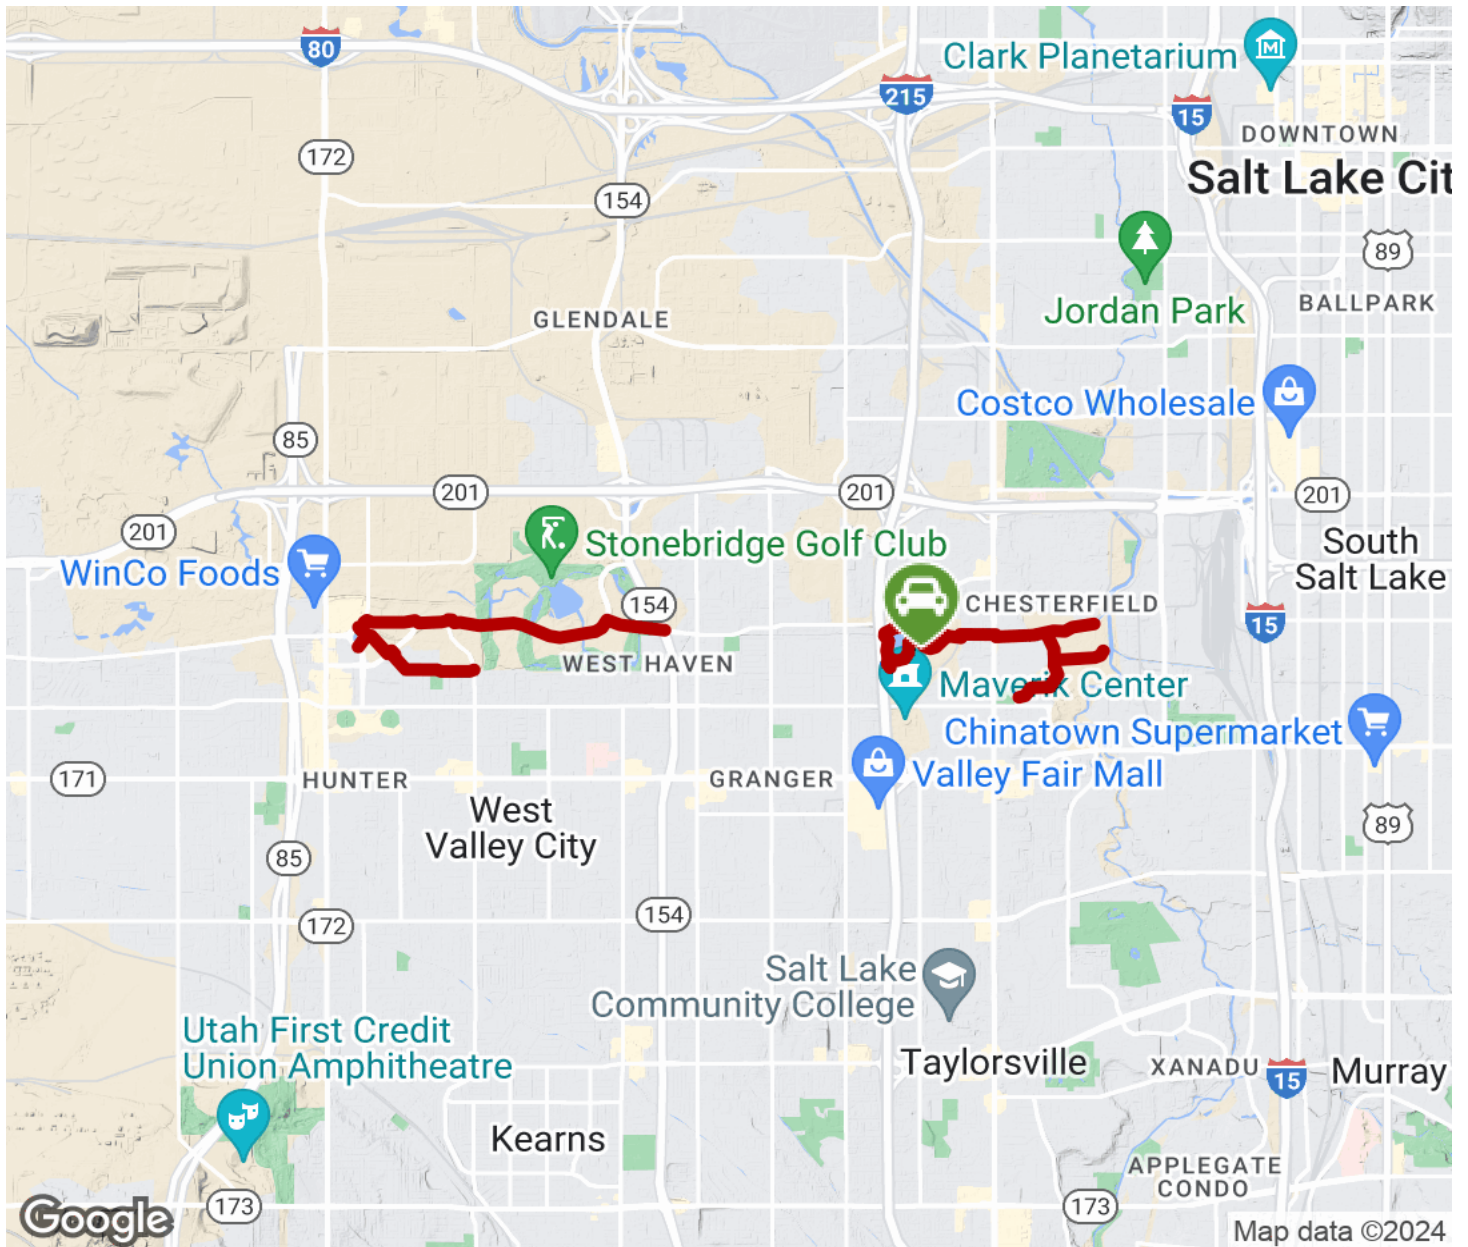 80
Clark Planetarium
215
15
DOWNTOWN
172
Salt Lake Cit
154
89
Jordan Park
BALLPARK
GLENDALE
Costco Wholesale
85
201
201
201
201
Stonebridge Golf Club
South
Salt Lake
WinCo Foods
154
CHESTERFIELD
15
WEST HAVEN
Maverik Center
Chinatown Supermarket
171
HUNTER
GRANGER
Valley Fair Mall
West
Valley City
89
85
172
154
Salt Lake
Community College
Utah First Credit
Union Amphitheatre
Taylorsville
XANADU
15
Murray
Kearns
APPLEGATE
CONDO
173
173
Google
Map data ©2024